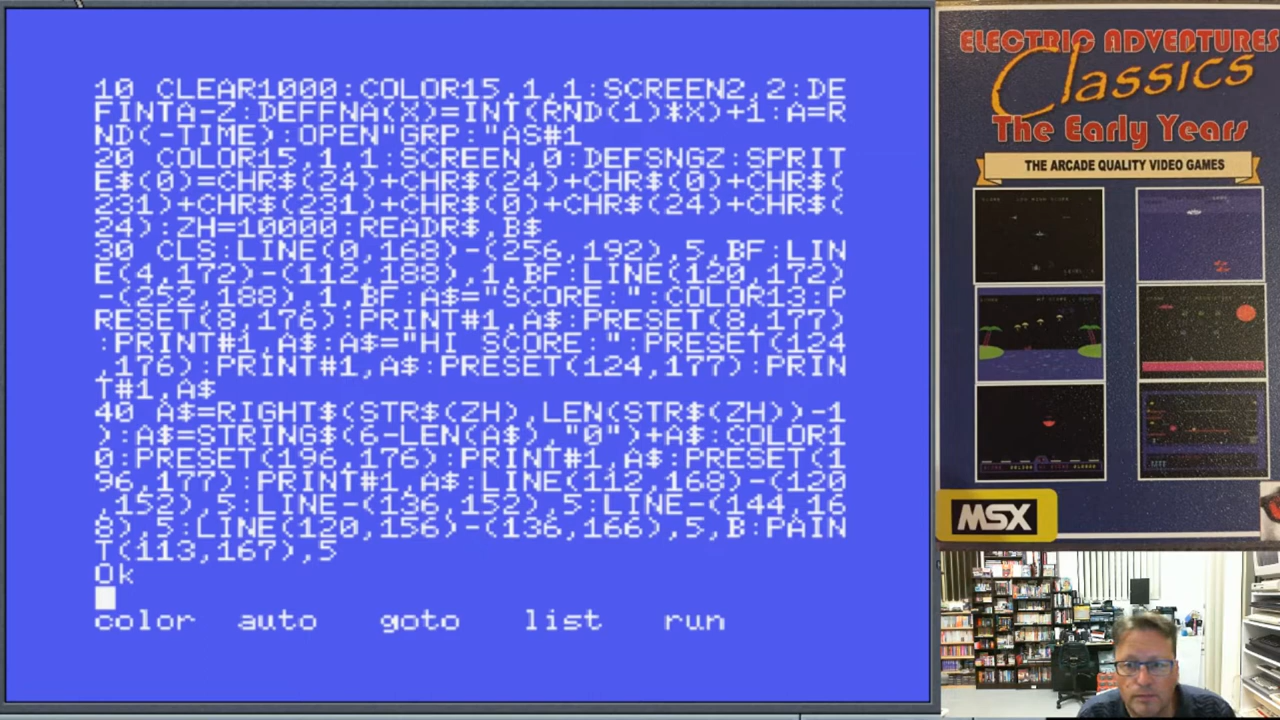 10 CLEAR1000:COLOR15,1,1:SCREEN2,2:DE
FINTA-Z:DEFFNA(X)=INT(RND(1)*X)+1:A=R
ND(-TIME):OPEN"GRP:"AS#1
20 COLOR15,1,1:SCREEN,0:DEFSNGZ:SPRIT
E$(0)=CHR$(24)+CHR$(24)+CHR$(0)+CHR$(
231)+CHR$(231)+CHR$(0)+CHR$(24)+CHR$(
24):ZH=10000:READR$,B$
30 CLS:LINE(0,168)-(256,192),5,BF:LIN
E(4,172)-(112,188),1,BF:LINE(120,172)
-(252,188),1,BF:A$="SCORE:":COLOR13:P
RESET(8,176):PRINT#1,A$:PRESET(8,177)
:PRINT#1,A$:A$="HI SCORE:":PRESET(124
,176):PRINT#1,A$:PRESET(124,177):PRIN
T#1,A$
40 A$=RIGHT$(STR$(ZH),LEN(STR$(ZH))-1
):A$=STRING$(6-LEN(A$),"0")+A$:COLOR1
0:PRESET(196,176):PRINT#1,A$:PRESET(1
96,177):PRINT#1,A$:LINE(112,168)-(120
,152),5:LINE-(136,152),5:LINE-(144,16
8),5:LINE(120,156)-(136,166),5,B:PAIN
T(113,167),5
Ok
color auto goto list run
ELECTRIC ADVENTURES
Classics
The Early Years
THE ARCADE QUALITY VIDEO GAMES
MSX